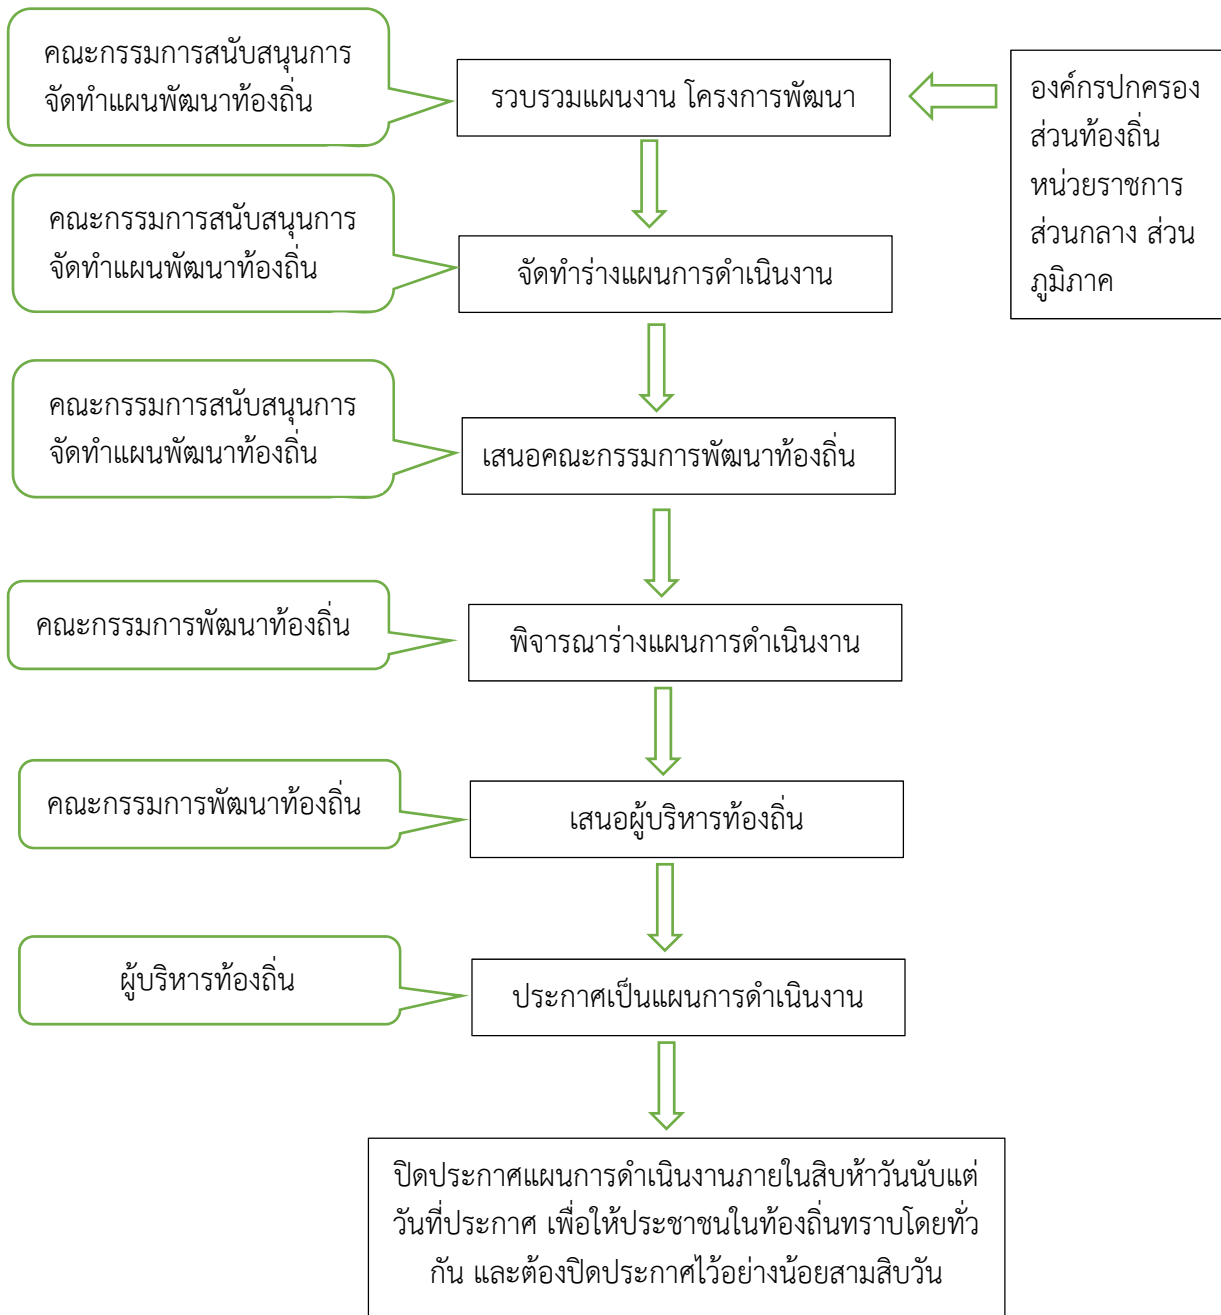 คณะกรรมการสนับสนุนการ
จัดทำแผนพัฒนาท้องถิ่น
รวบรวมแผนงาน โครงการพัฒนา
องค์กรปกครอง
ส่วนท้องถิ่น
หน่วยราชการ
ส่วนกลาง ส่วน
ภูมิภาค
คณะกรรมการสนับสนุนการ
จัดทำแผนพัฒนาท้องถิ่น
จัดทำร่างแผนการดำเนินงาน
คณะกรรมการสนับสนุนการ
จัดทำแผนพัฒนาท้องถิ่น
เสนอคณะกรรมการพัฒนาท้องถิ่น
คณะกรรมการพัฒนาท้องถิ่น
พิจารณาร่างแผนการดำเนินงาน
คณะกรรมการพัฒนาท้องถิ่น
เสนอผู้บริหารท้องถิ่น
ผู้บริหารท้องถิ่น
ประกาศเป็นแผนการดำเนินงาน
ปิดประกาศแผนการดำเนินงานภายในสิบห้าวันนับแต่
วันที่ประกาศ เพื่อให้ประชาชนในท้องถิ่นทราบโดยทั่ว
กัน และต้องปิดประกาศไว้อย่างน้อยสามสิบวัน